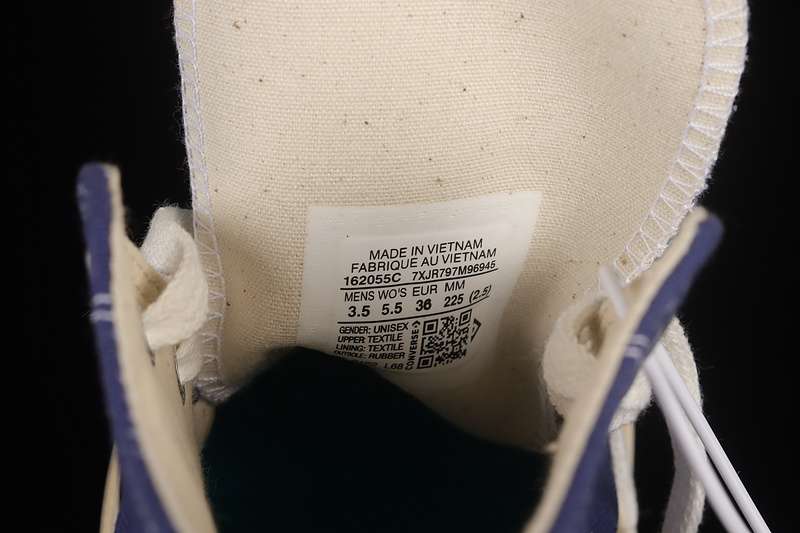 MADE IN VIETNAM
FABRIQUE AU VIETNAM
162055C 7XJR797M96945
MENS WO'S EUR MM
3.5 5.5 36 225 (2.5)
GENDER: UNISEX
UPPER TEXTILE
LINING: TEXTILE
OUTSOLE: RUBBER
CONVERSE